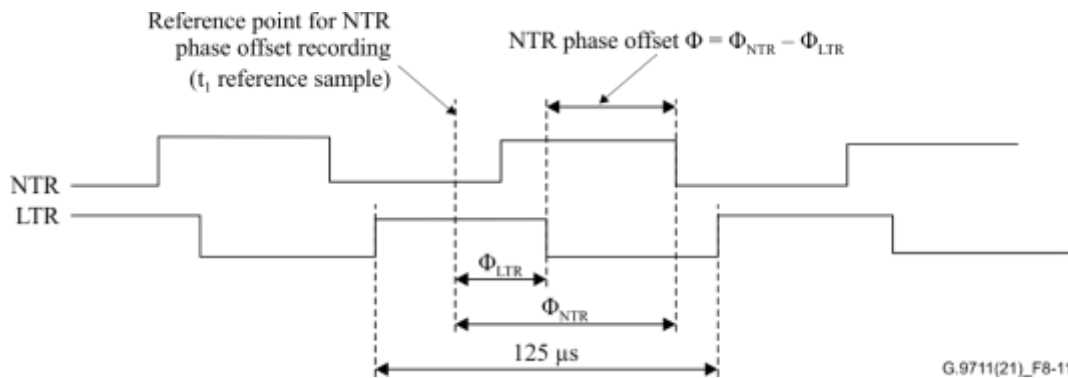 Reference point for NTR
phase offset recording
(t₁ reference sample)
NTR phase offset Φ = Φ_NTR – Φ_LTR
NTR
LTR
Φ_LTR
Φ_NTR
125 μs
G.9711(21)_F8-11